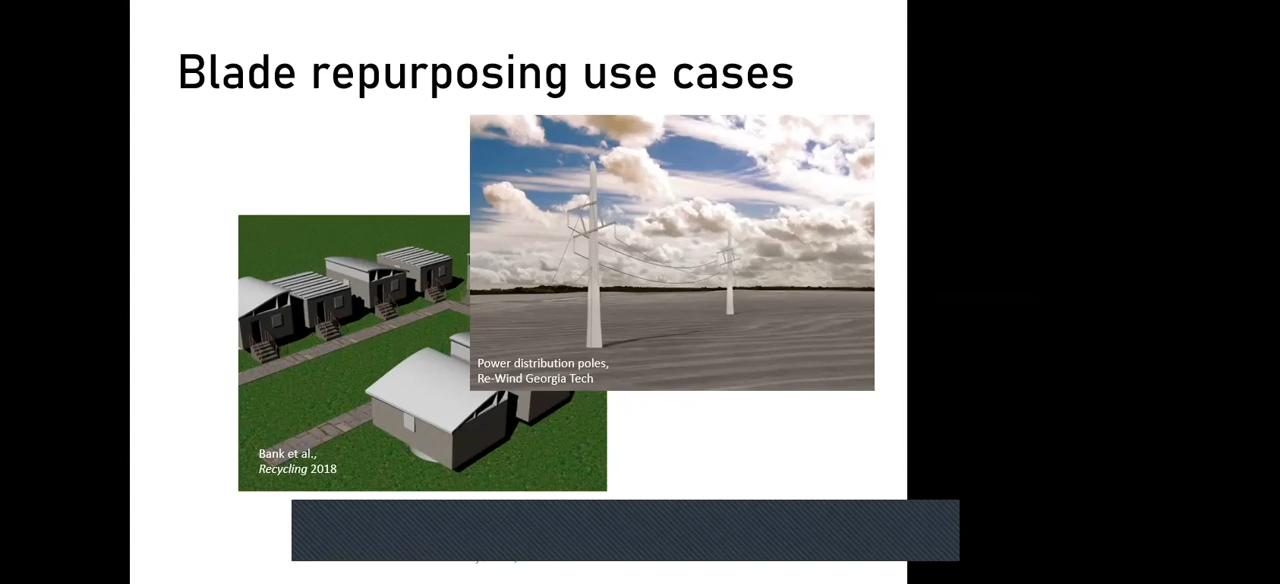 Blade repurposing use cases
Power distribution poles,
Re-Wind Georgia Tech
Bank et al.,
Recycling 2018